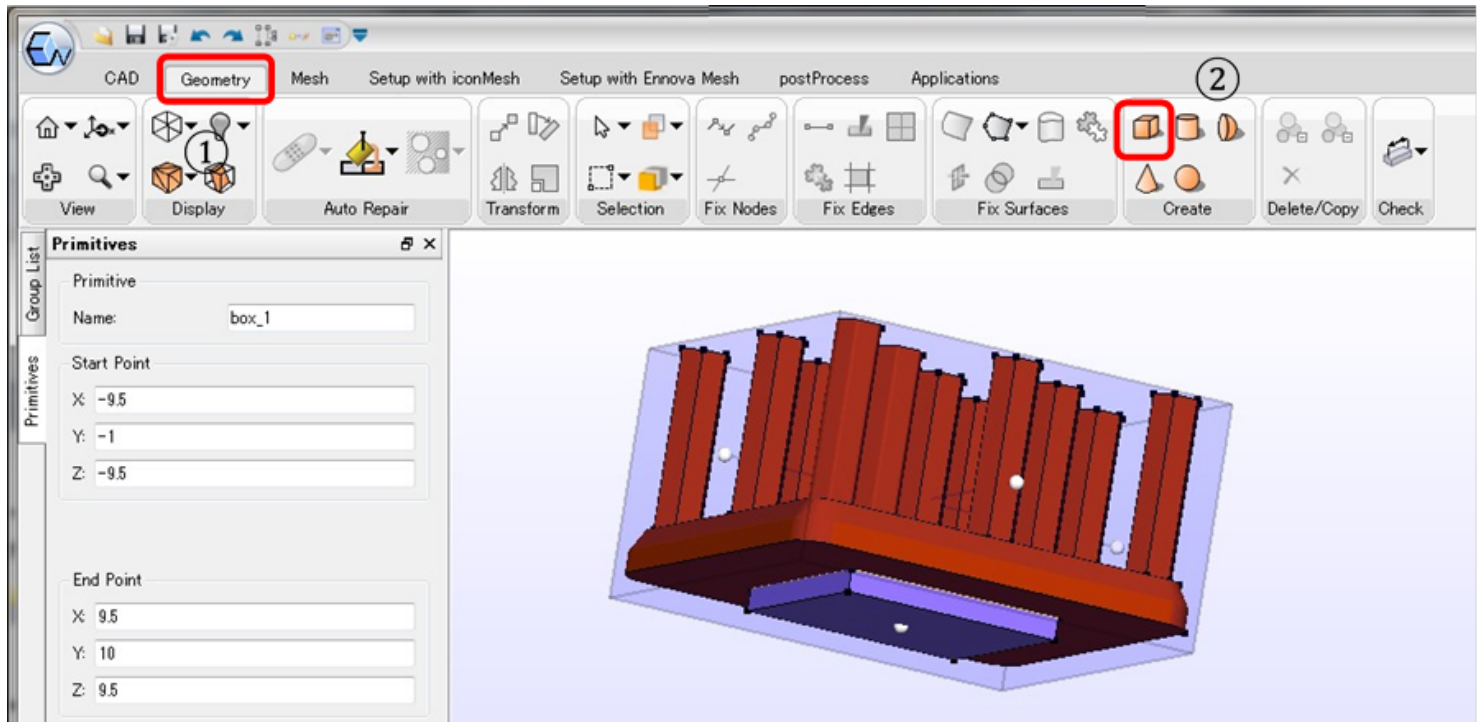 EN
CAD Geometry Mesh Setup with iconMesh Setup with Ennova Mesh postProcess Applications
②
①
View Display Auto Repair Transform Selection Fix Nodes Fix Edges Fix Surfaces Create Delete/Copy Check
Group List
Primitives
Primitives
Primitive
Name: box_1
Start Point
X: -9.5
Y: -1
Z: -9.5
End Point
X: 9.5
Y: 10
Z: 9.5